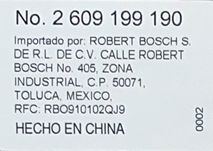 No. 2 609 199 190
Importado por: ROBERT BOSCH S.
DE R.L. DE C.V. CALLE ROBERT
BOSCH No. 405, ZONA
INDUSTRIAL, C.P. 50071,
TOLUCA, MEXICO,
RFC: RBO910102QJ9
HECHO EN CHINA
0002